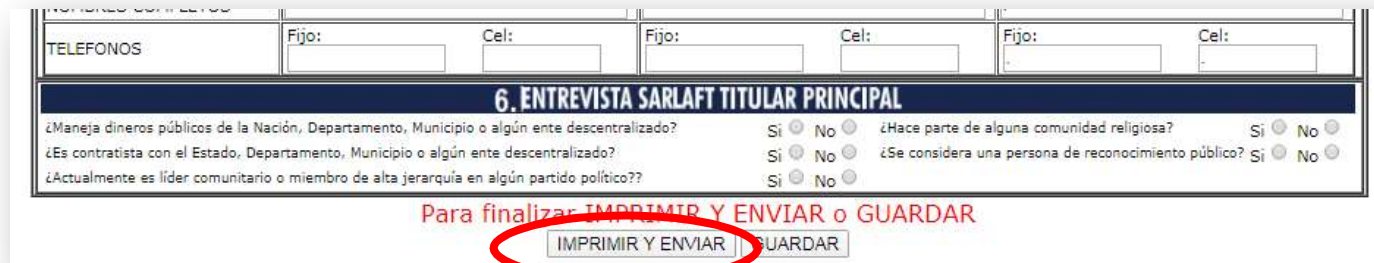 TELEFONOS
Fijo: Cel: Fijo: Cel: Fijo: Cel:
6. ENTREVISTA SARLAFT TITULAR PRINCIPAL
¿Maneja dineros públicos de la Nación, Departamento, Municipio o algún ente descentralizado? Si No ¿Hace parte de alguna comunidad religiosa? Si No
¿Es contratista con el Estado, Departamento, Municipio o algún ente descentralizado? Si No ¿Se considera una persona de reconocimiento público? Si No
¿Actualmente es líder comunitario o miembro de alta jerarquía en algún partido político?? Si No
Para finalizar IMPRIMIR Y ENVIAR o GUARDAR
IMPRIMIR Y ENVIAR GUARDAR